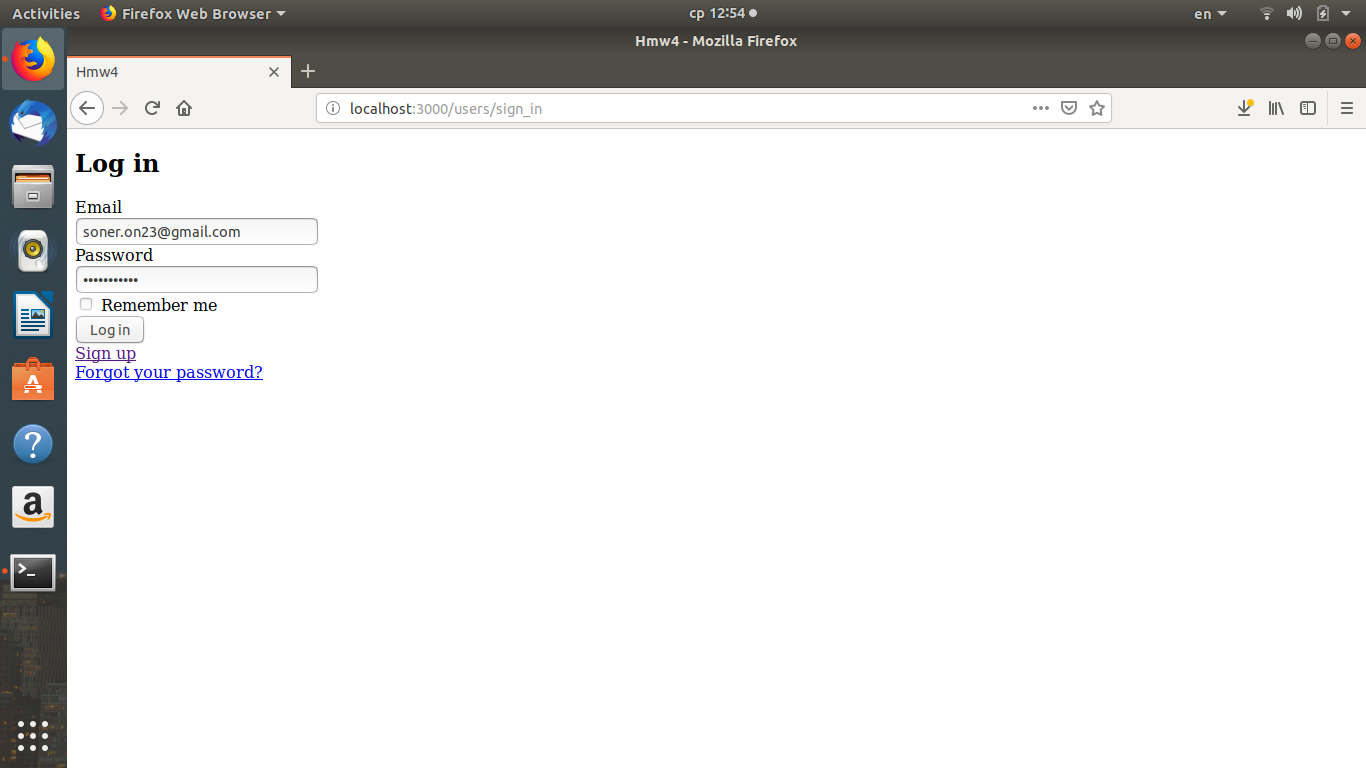 Activities Firefox Web Browser ср 12:54 en
Hmw4 - Mozilla Firefox
Hmw4
localhost:3000/users/sign_in
Log in
Email
soner.on23@gmail.com
Password
•••••••••••
Remember me
Log in
Sign up
Forgot your password?